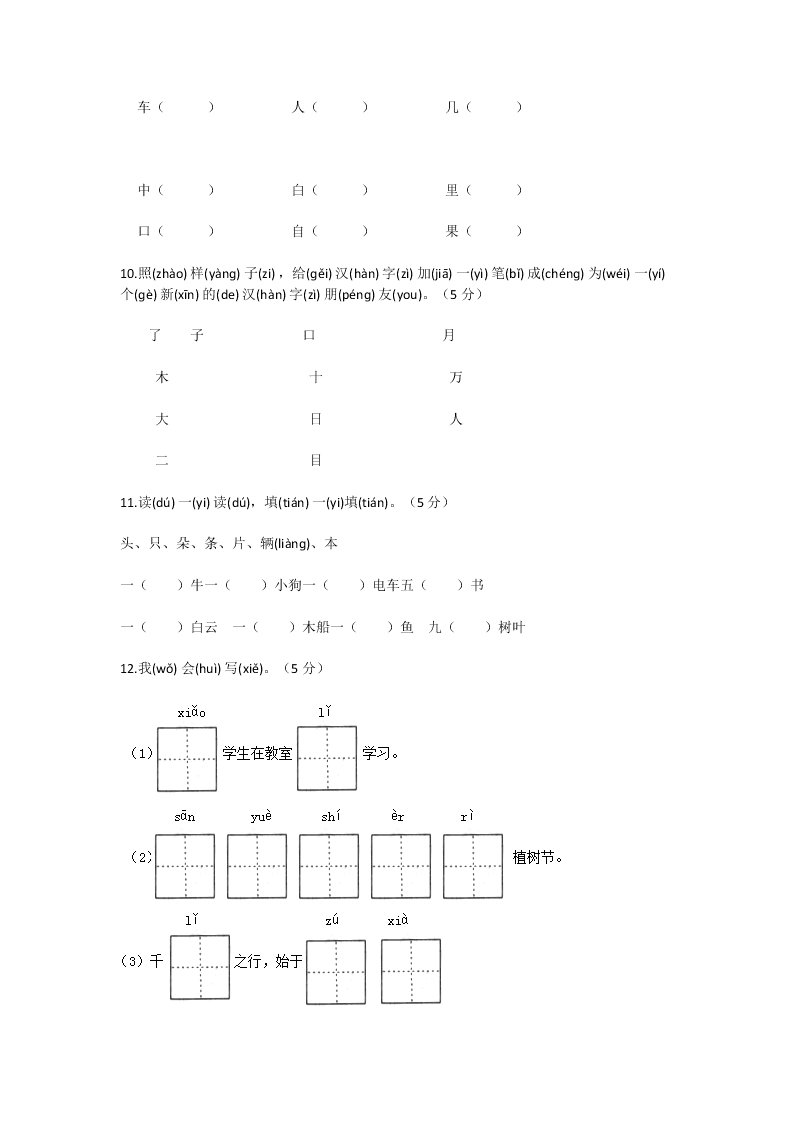 车（　　）　人（　　）　几（　　）
中（　　）　白（　　）　里（　　）
口（　　）　自（　　）　果（　　）
10.照(zhào) 样(yàng) 子(zi) ，给(gěi) 汉(hàn) 字(zì) 加(jiā) 一(yì) 笔(bǐ) 成(chéng) 为(wéi) 一(yí)
个(gè) 新(xīn) 的(de) 汉(hàn) 字(zì) 朋(péng) 友(you)。（5 分）
了　子　口　月
木　十　万
大　日　人
二　目
11.读(dú) 一(yi) 读(dú)，填(tián) 一(yi)填(tián)。（5 分）
头、只、朵、条、片、辆(liàng)、本
一（　　）牛一（　　）小狗一（　　）电车五（　　）书
一（　　）白云　一（　　）木船一（　　）鱼　九（　　）树叶
12.我(wǒ) 会(huì) 写(xiě)。（5 分）
xiǎo　lǐ
（1）　学生在教室　学习。
sān　yuè　shí　èr　rì
（2）　植树节。
lǐ　zú　xià
（3）千　之行，始于